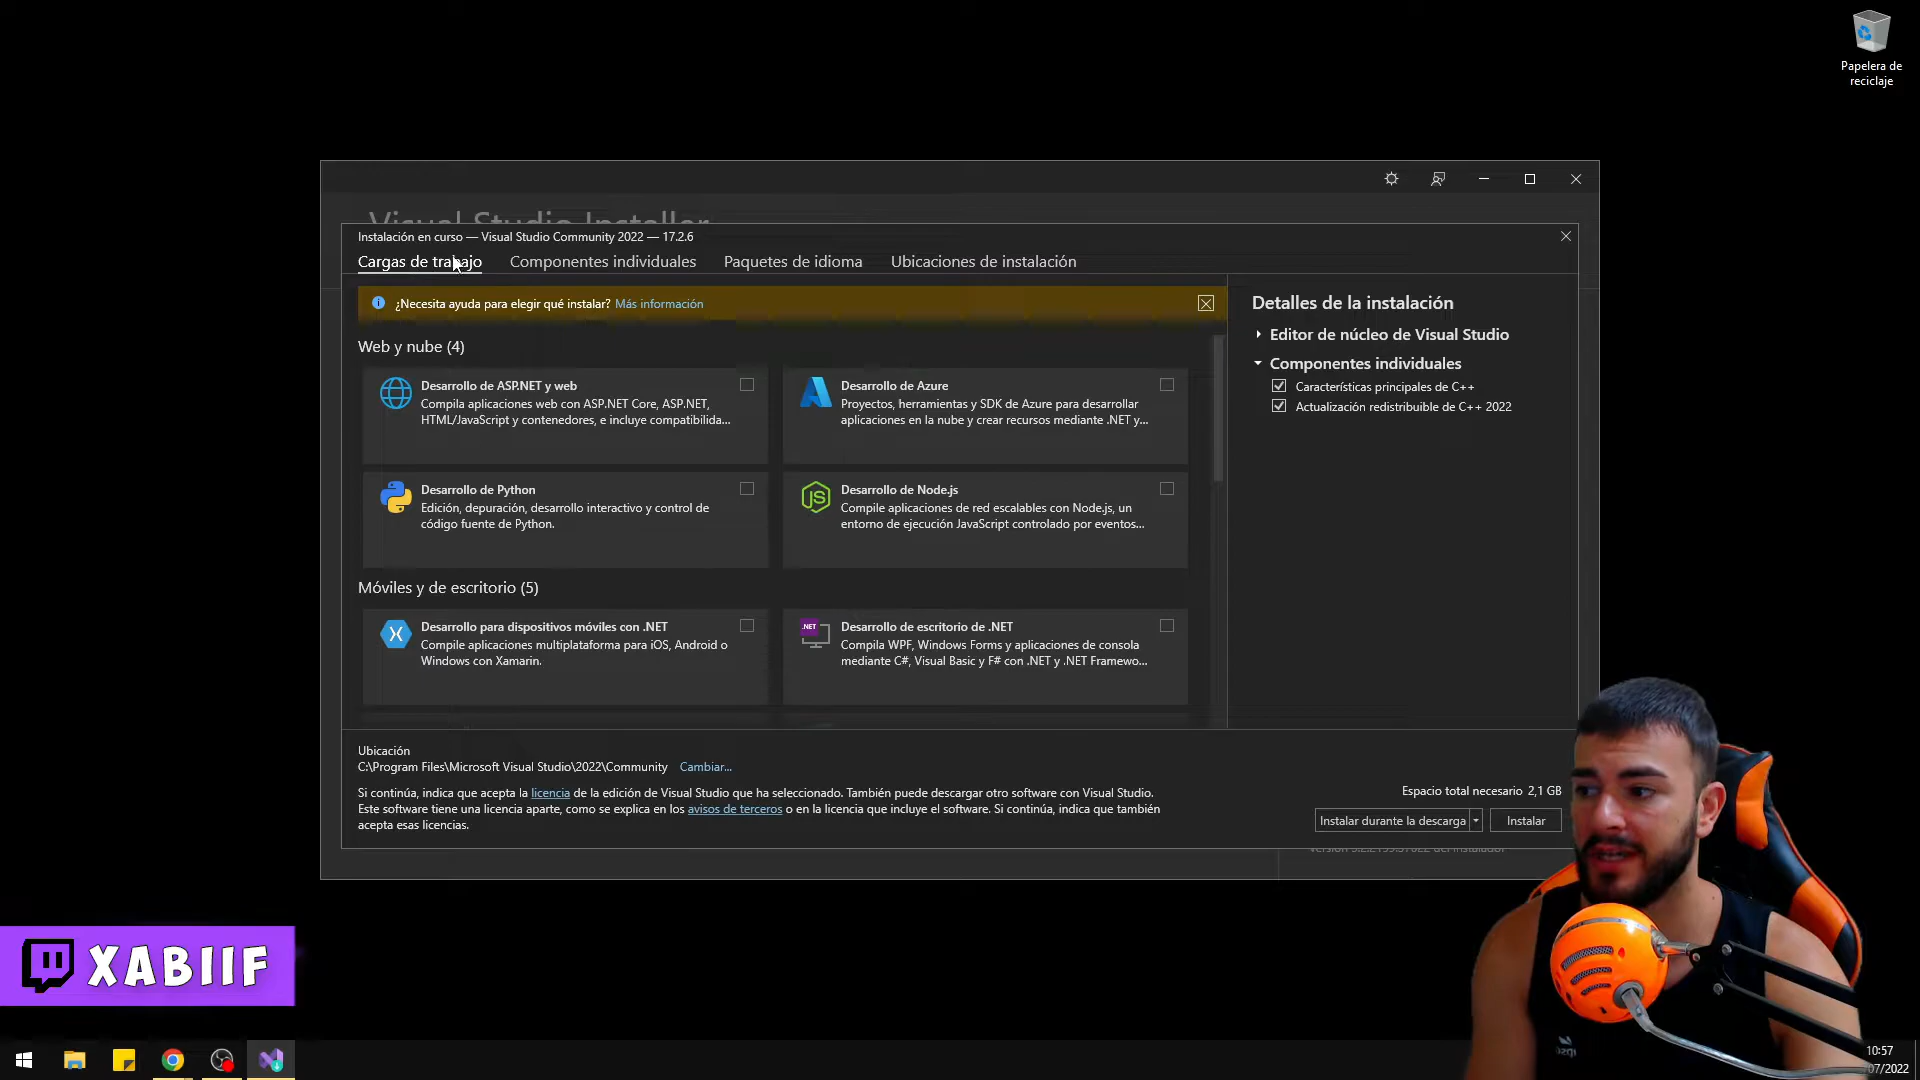 Papelera de
reciclaje
Visual Studio Installer
Instalación en curso — Visual Studio Community 2022 — 17.2.6
Cargas de trabajo
Componentes individuales
Paquetes de idioma
Ubicaciones de instalación
¿Necesita ayuda para elegir qué instalar? Más información
Web y nube (4)
Desarrollo de ASP.NET y web
Compila aplicaciones web con ASP.NET Core, ASP.NET,
HTML/JavaScript y contenedores, e incluye compatibilida...
Desarrollo de Azure
Proyectos, herramientas y SDK de Azure para desarrollar
aplicaciones en la nube y crear recursos mediante .NET y...
Desarrollo de Python
Edición, depuración, desarrollo interactivo y control de
código fuente de Python.
JS
Desarrollo de Node.js
Compile aplicaciones de red escalables con Node.js, un
entorno de ejecución JavaScript controlado por eventos...
Móviles y de escritorio (5)
Desarrollo para dispositivos móviles con .NET
Compile aplicaciones multiplataforma para iOS, Android o
Windows con Xamarin.
.NET
Desarrollo de escritorio de .NET
Compila WPF, Windows Forms y aplicaciones de consola
mediante C#, Visual Basic y F# con .NET y .NET Framewo...
Detalles de la instalación
Editor de núcleo de Visual Studio
Componentes individuales
Características principales de C++
Actualización redistribuible de C++ 2022
Ubicación
C:\Program Files\Microsoft Visual Studio\2022\Community Cambiar...
Si continúa, indica que acepta la licencia de la edición de Visual Studio que ha seleccionado. También puede descargar otro software con Visual Studio.
Este software tiene una licencia aparte, como se explica en los avisos de terceros o en la licencia que incluye el software. Si continúa, indica que también
acepta esas licencias.
Espacio total necesario 2,1 GB
Instalar durante la descarga
Instalar
del instalador
XABIIF
10:57
07/2022